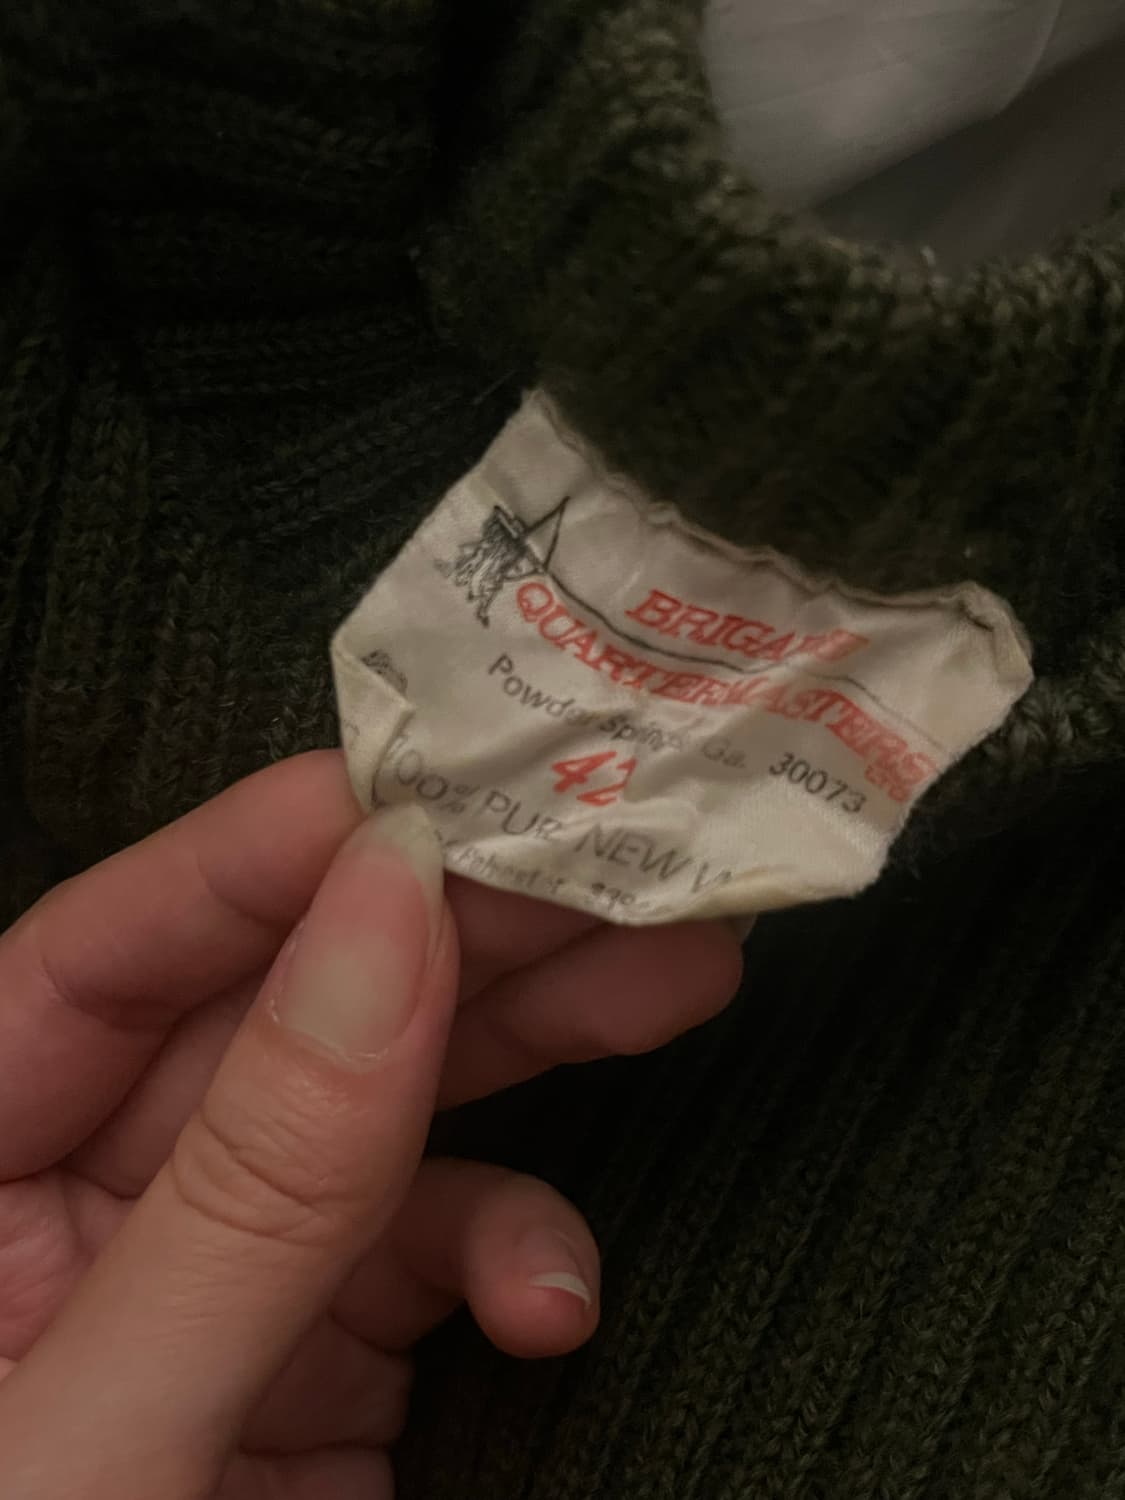 BRIGADE
QUARTERMASTERS
Powder Springs Ga. 30073
42
100% PURE NEW W